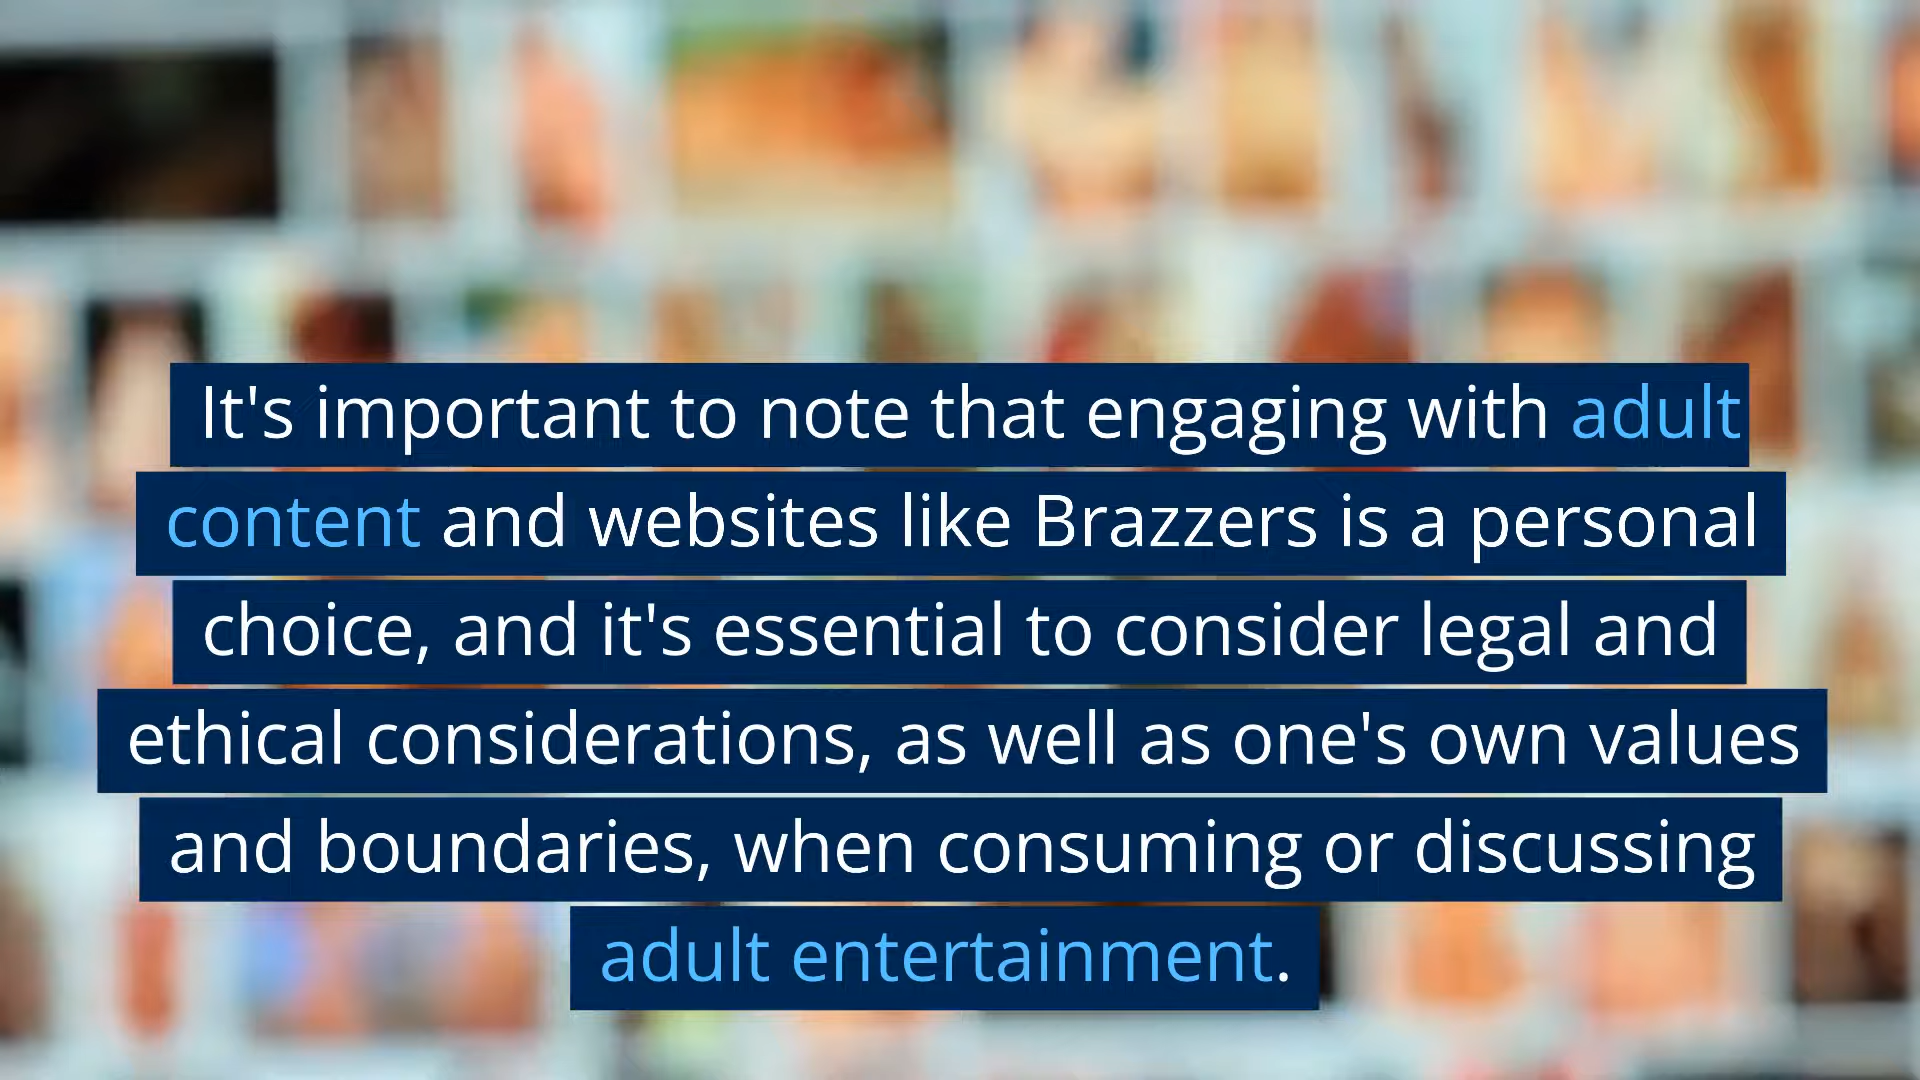 It's important to note that engaging with adult
content and websites like Brazzers is a personal
choice, and it's essential to consider legal and
ethical considerations, as well as one's own values
and boundaries, when consuming or discussing
adult entertainment.